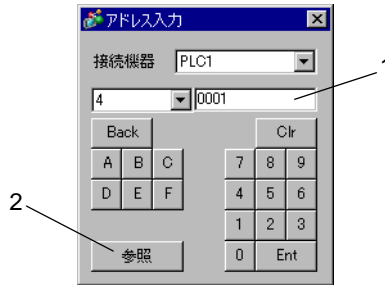 アドレス入力
接続機器 PLC1
1
4 0001
Back Clr
A B C 7 8 9
D E F 4 5 6
2
1 2 3
参照 0 Ent